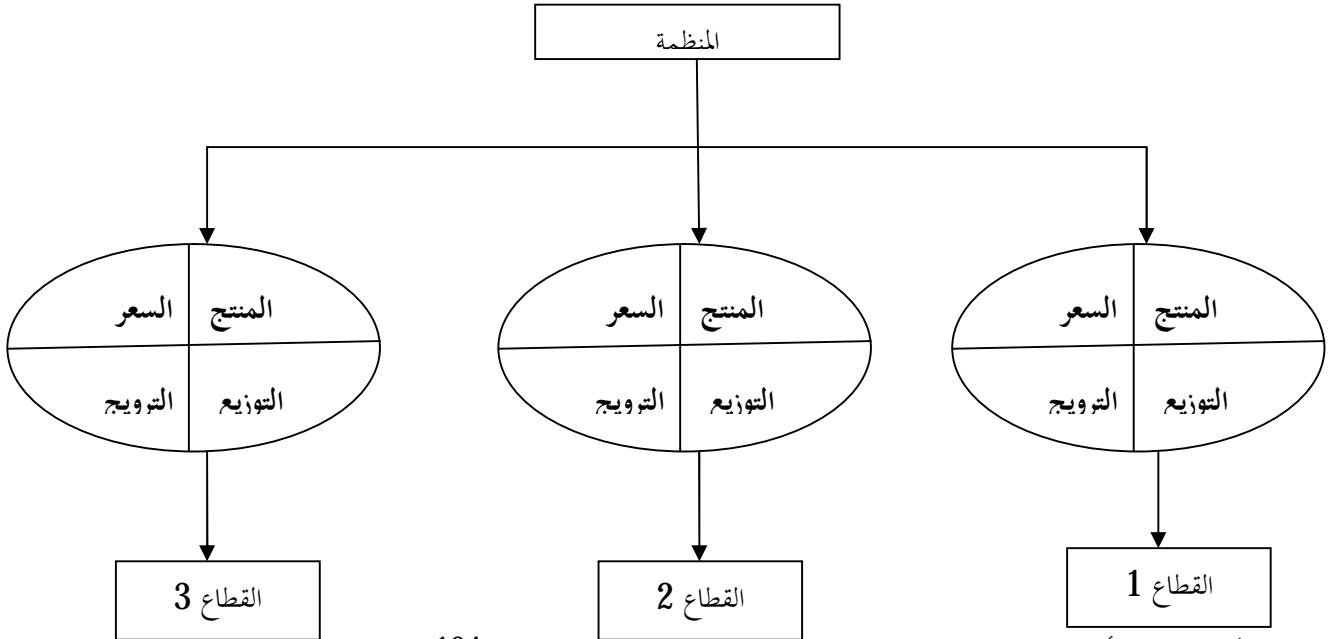 المنظمة
المنتج السعر
التوزيع الترويج
المنتج السعر
التوزيع الترويج
المنتج السعر
التوزيع الترويج
القطاع 1
القطاع 2
القطاع 3